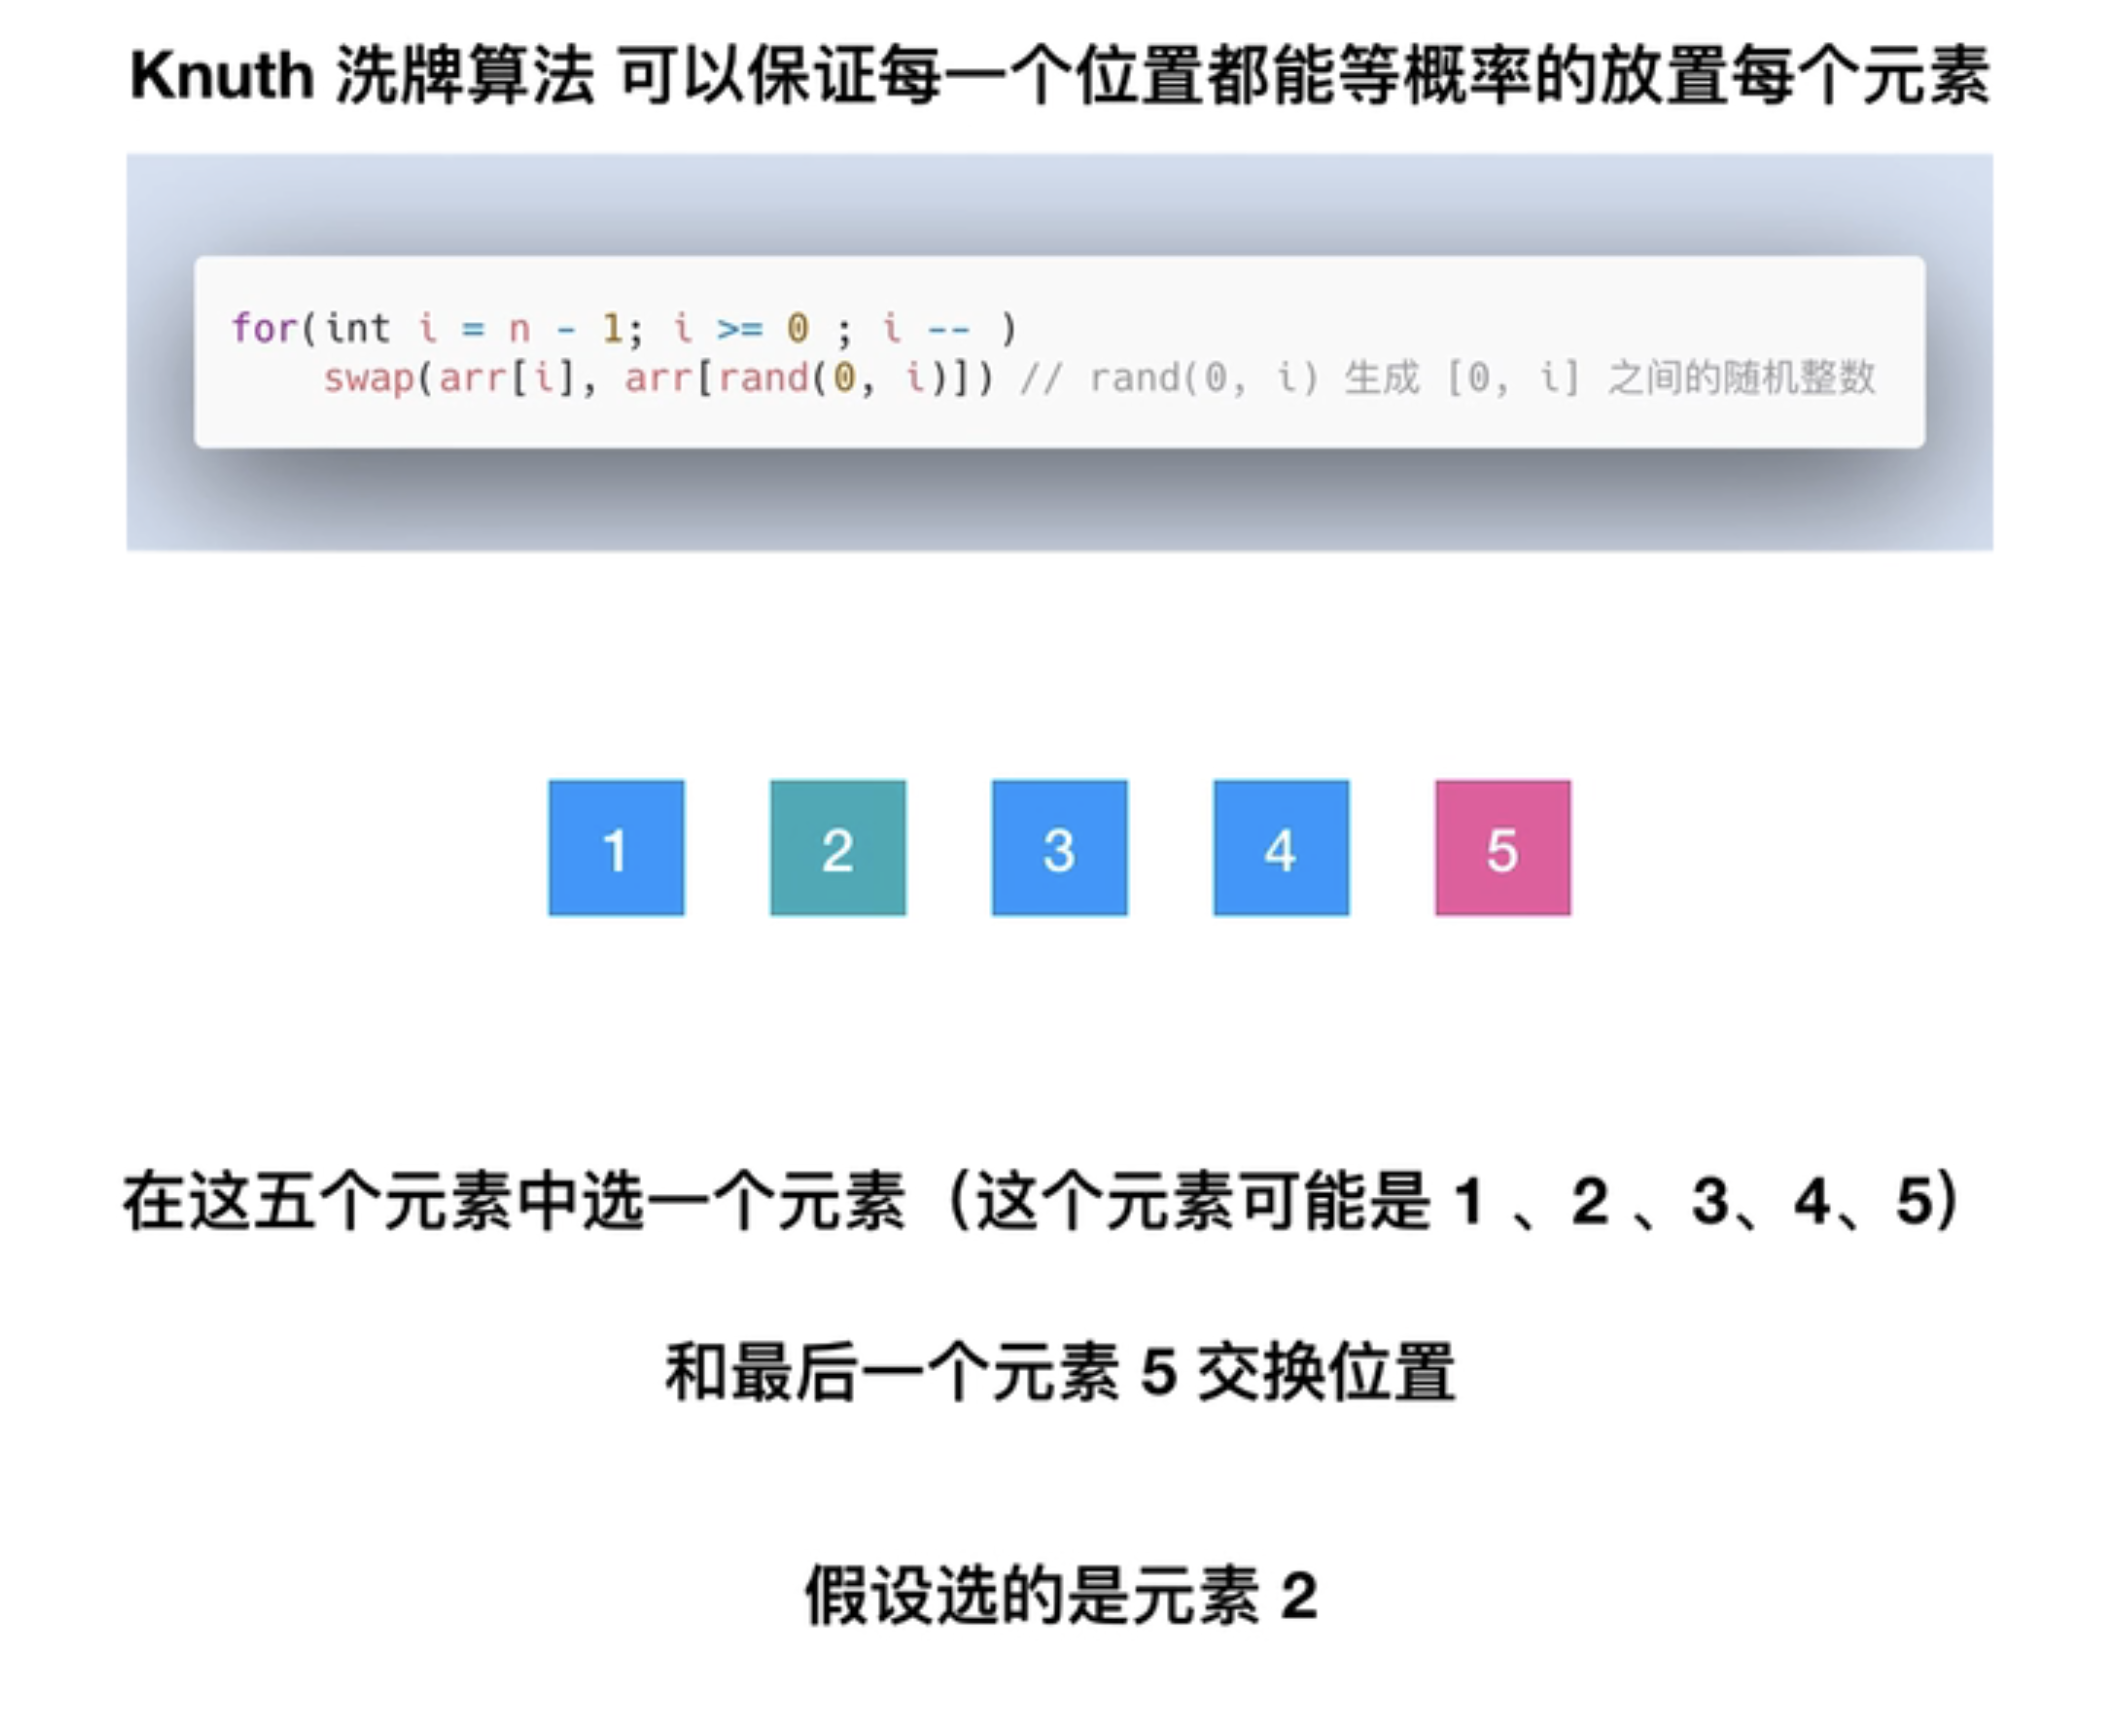 Knuth 洗牌算法 可以保证每一个位置都能等概率的放置每个元素
for(int i = n - 1; i >= 0 ; i -- )
swap(arr[i], arr[rand(0, i)]) // rand(0, i) 生成 [0, i] 之间的随机整数
1 2 3 4 5
在这五个元素中选一个元素（这个元素可能是 1 、2 、3、4、5）
和最后一个元素 5 交换位置
假设选的是元素 2